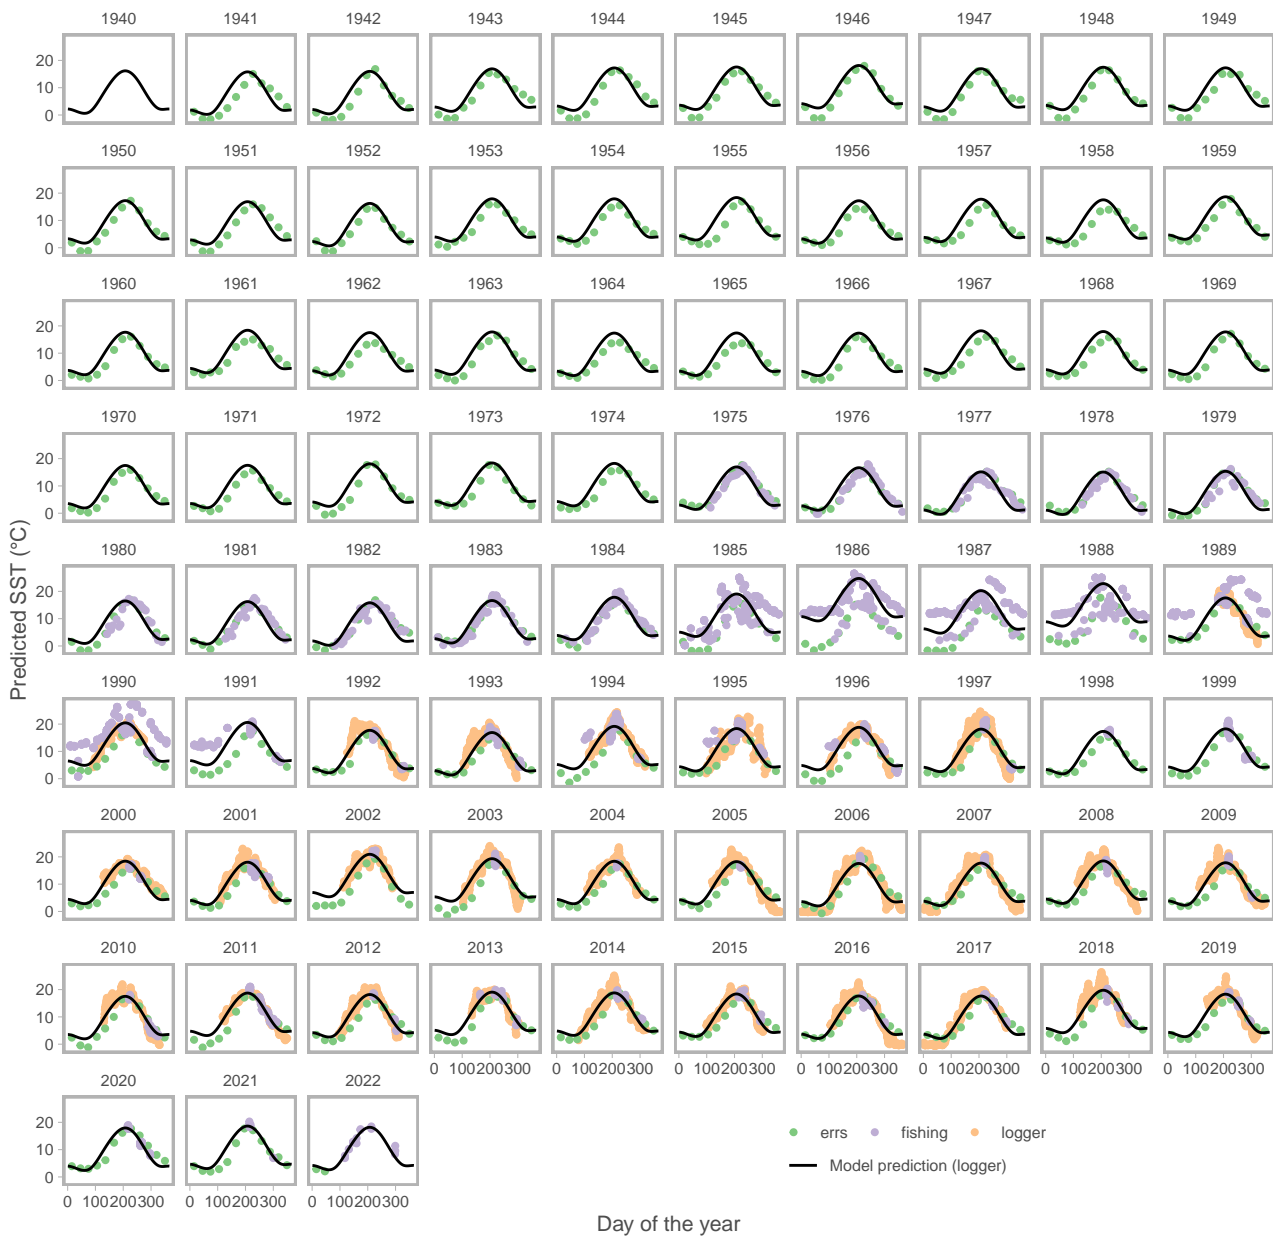 1940 1941 1942 1943 1944 1945 1946 1947 1948 1949
20
10
0
1950 1951 1952 1953 1954 1955 1956 1957 1958 1959
20
10
0
1960 1961 1962 1963 1964 1965 1966 1967 1968 1969
20
10
0
1970 1971 1972 1973 1974 1975 1976 1977 1978 1979
20
10
0
Predicted SST (°C)
1980 1981 1982 1983 1984 1985 1986 1987 1988 1989
20
10
0
1990 1991 1992 1993 1994 1995 1996 1997 1998 1999
20
10
0
2000 2001 2002 2003 2004 2005 2006 2007 2008 2009
20
10
0
2010 2011 2012 2013 2014 2015 2016 2017 2018 2019
20
10
0
0 100200300 0 100200300 0 100200300 0 100200300 0 100200300 0 100200300 0 100200300
2020 2021 2022
20
10
0
0 100200300 0 100200300 0 100200300
errs fishing logger
Model prediction (logger)
Day of the year